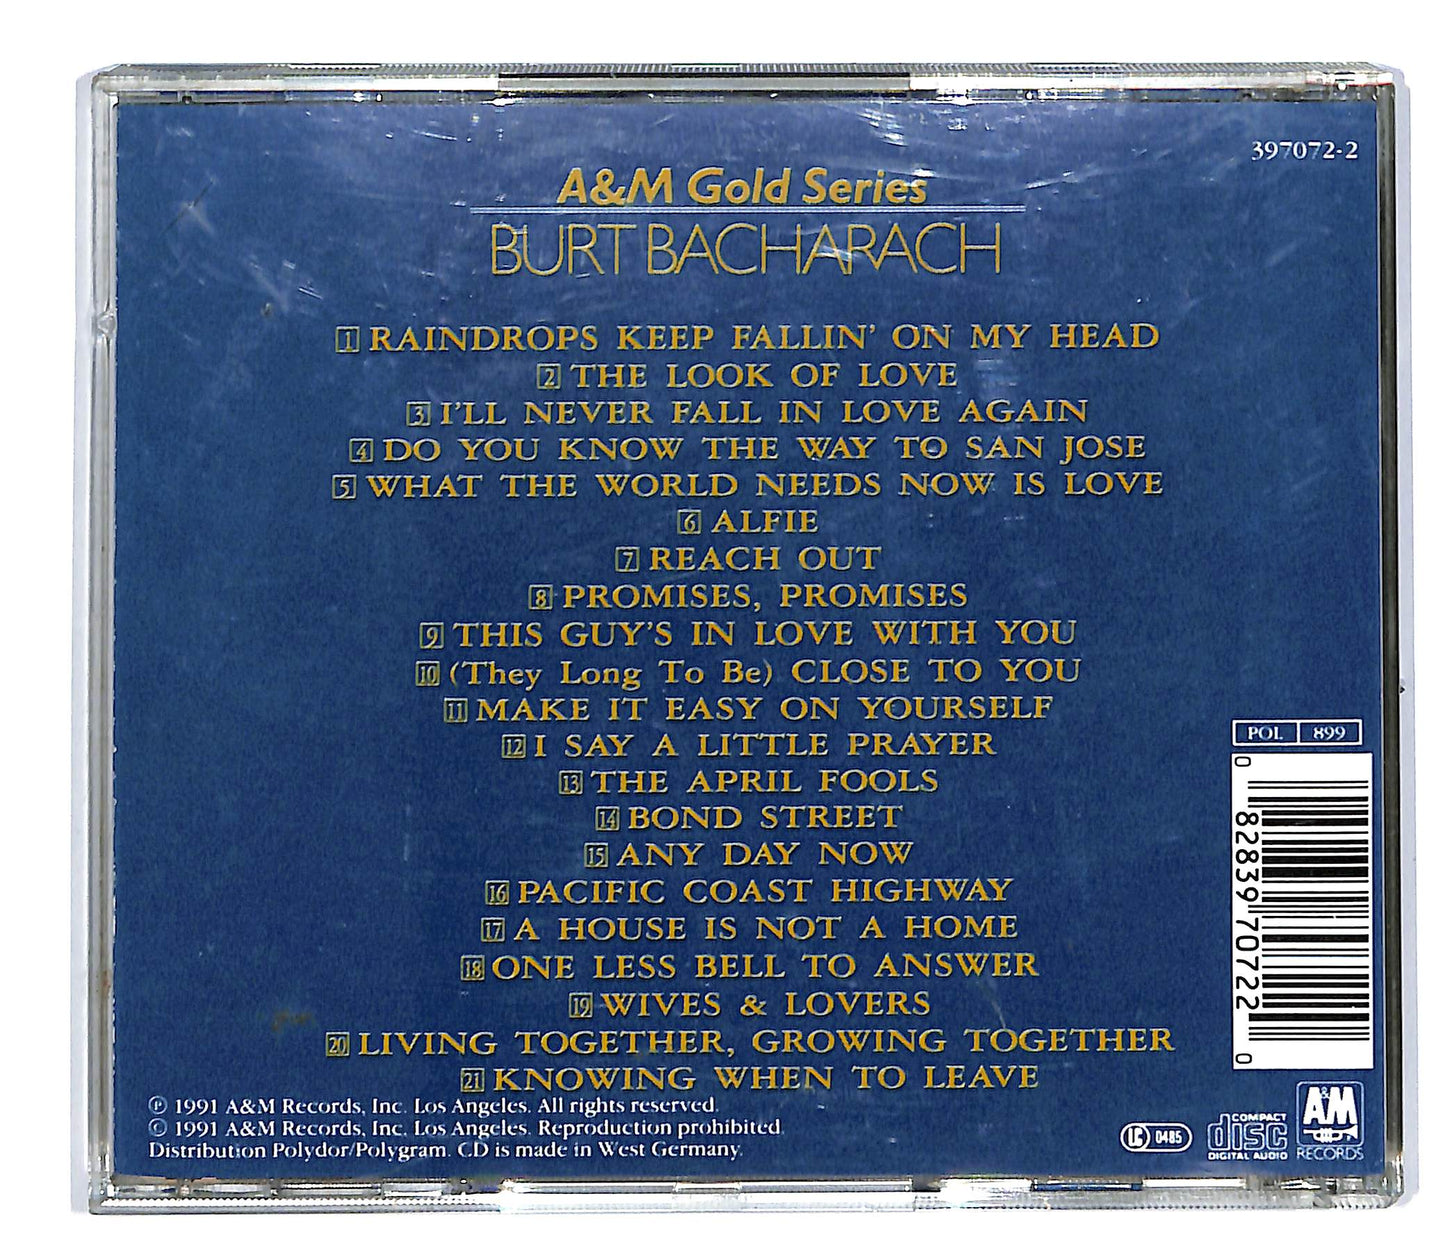 397072-2
A&M Gold Series
BURT BACHARACH
1 RAINDROPS KEEP FALLIN' ON MY HEAD
2 THE LOOK OF LOVE
3 I'LL NEVER FALL IN LOVE AGAIN
4 DO YOU KNOW THE WAY TO SAN JOSE
5 WHAT THE WORLD NEEDS NOW IS LOVE
6 ALFIE
7 REACH OUT
8 PROMISES, PROMISES
9 THIS GUY'S IN LOVE WITH YOU
10 (They Long To Be) CLOSE TO YOU
11 MAKE IT EASY ON YOURSELF
12 I SAY A LITTLE PRAYER
13 THE APRIL FOOLS
14 BOND STREET
15 ANY DAY NOW
16 PACIFIC COAST HIGHWAY
17 A HOUSE IS NOT A HOME
18 ONE LESS BELL TO ANSWER
19 WIVES & LOVERS
20 LIVING TOGETHER, GROWING TOGETHER
21 KNOWING WHEN TO LEAVE
POL 899
0 82839 70722 0
℗ 1991 A&M Records, Inc. Los Angeles. All rights reserved.
© 1991 A&M Records, Inc. Los Angeles. Reproduction prohibited.
Distribution Polydor/Polygram. CD is made in West Germany.
LC 0485
COMPACT
disc
DIGITAL AUDIO
A&M
RECORDS